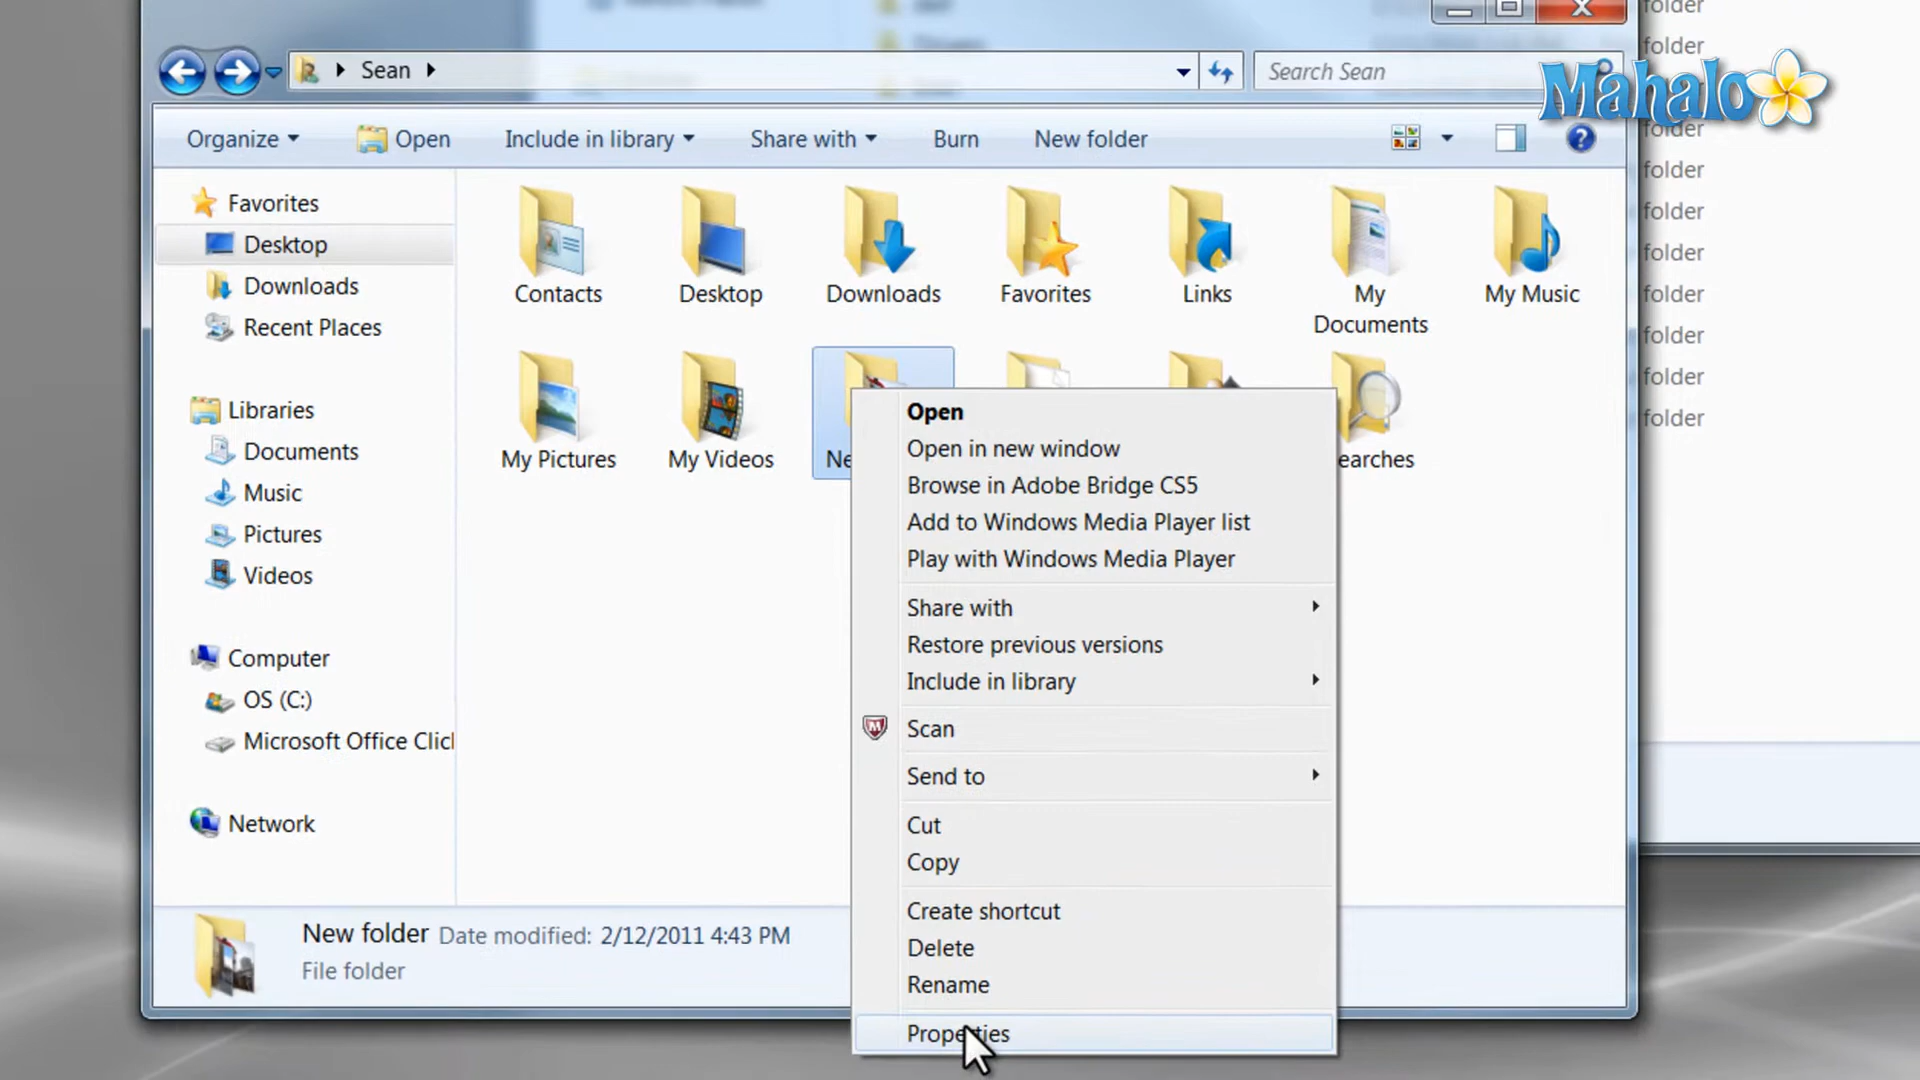 Sean
Search Sean
Mahalo
Organize
Open
Include in library
Share with
Burn
New folder
Favorites
Desktop
Downloads
Recent Places
Libraries
Documents
Music
Pictures
Videos
Computer
OS (C:)
Microsoft Office Clic
Network
Contacts
Desktop
Downloads
Favorites
Links
My
Documents
My Music
My Pictures
My Videos
Ne
earches
Open
Open in new window
Browse in Adobe Bridge CS5
Add to Windows Media Player list
Play with Windows Media Player
Share with
Restore previous versions
Include in library
Scan
Send to
Cut
Copy
Create shortcut
Delete
Rename
Properties
New folder Date modified: 2/12/2011 4:43 PM
File folder
folder
folder
folder
folder
folder
folder
folder
folder
folder
folder